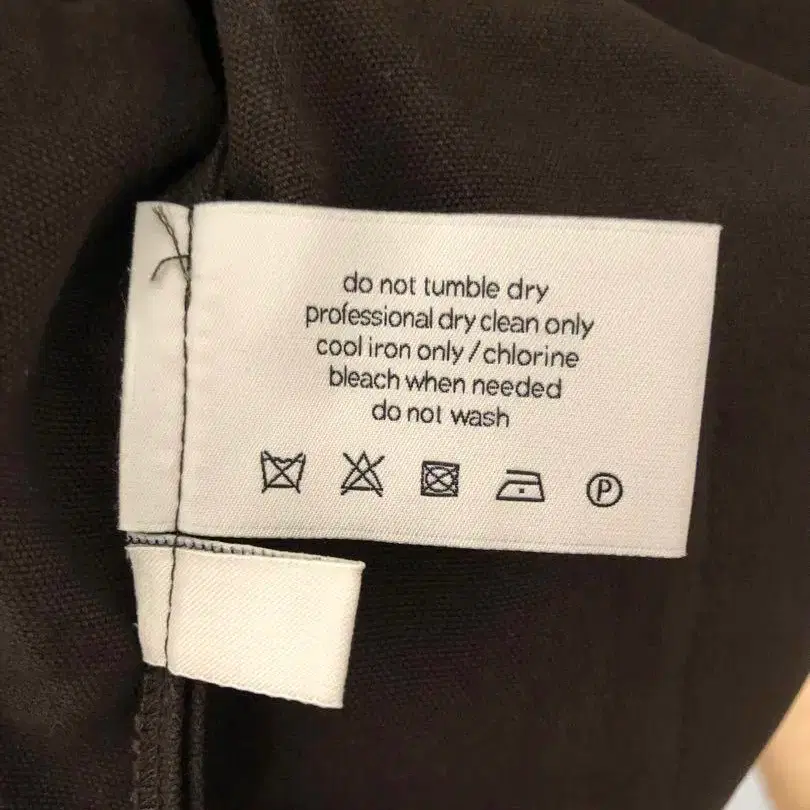 do not tumble dry
professional dry clean only
cool iron only / chlorine
bleach when needed
do not wash
P